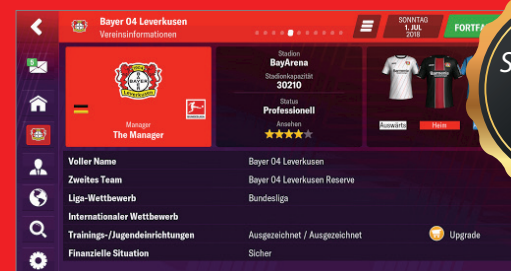 Bayer 04 Leverkusen
Vereinsinformationen
SONNTAG
1. JUL
2018
FORTF
S
5
Stadion
BayArena
Stadionkapazität
30210
Status
Professionell
Ansehen
Manager
The Manager
Auswärts
Heim
Voller Name Bayer 04 Leverkusen
Zweites Team Bayer 04 Leverkusen Reserve
Liga-Wettbewerb Bundesliga
Internationaler Wettbewerb
Trainings-/Jugendeinrichtungen Ausgezeichnet / Ausgezeichnet Upgrade
Finanzielle Situation Sicher